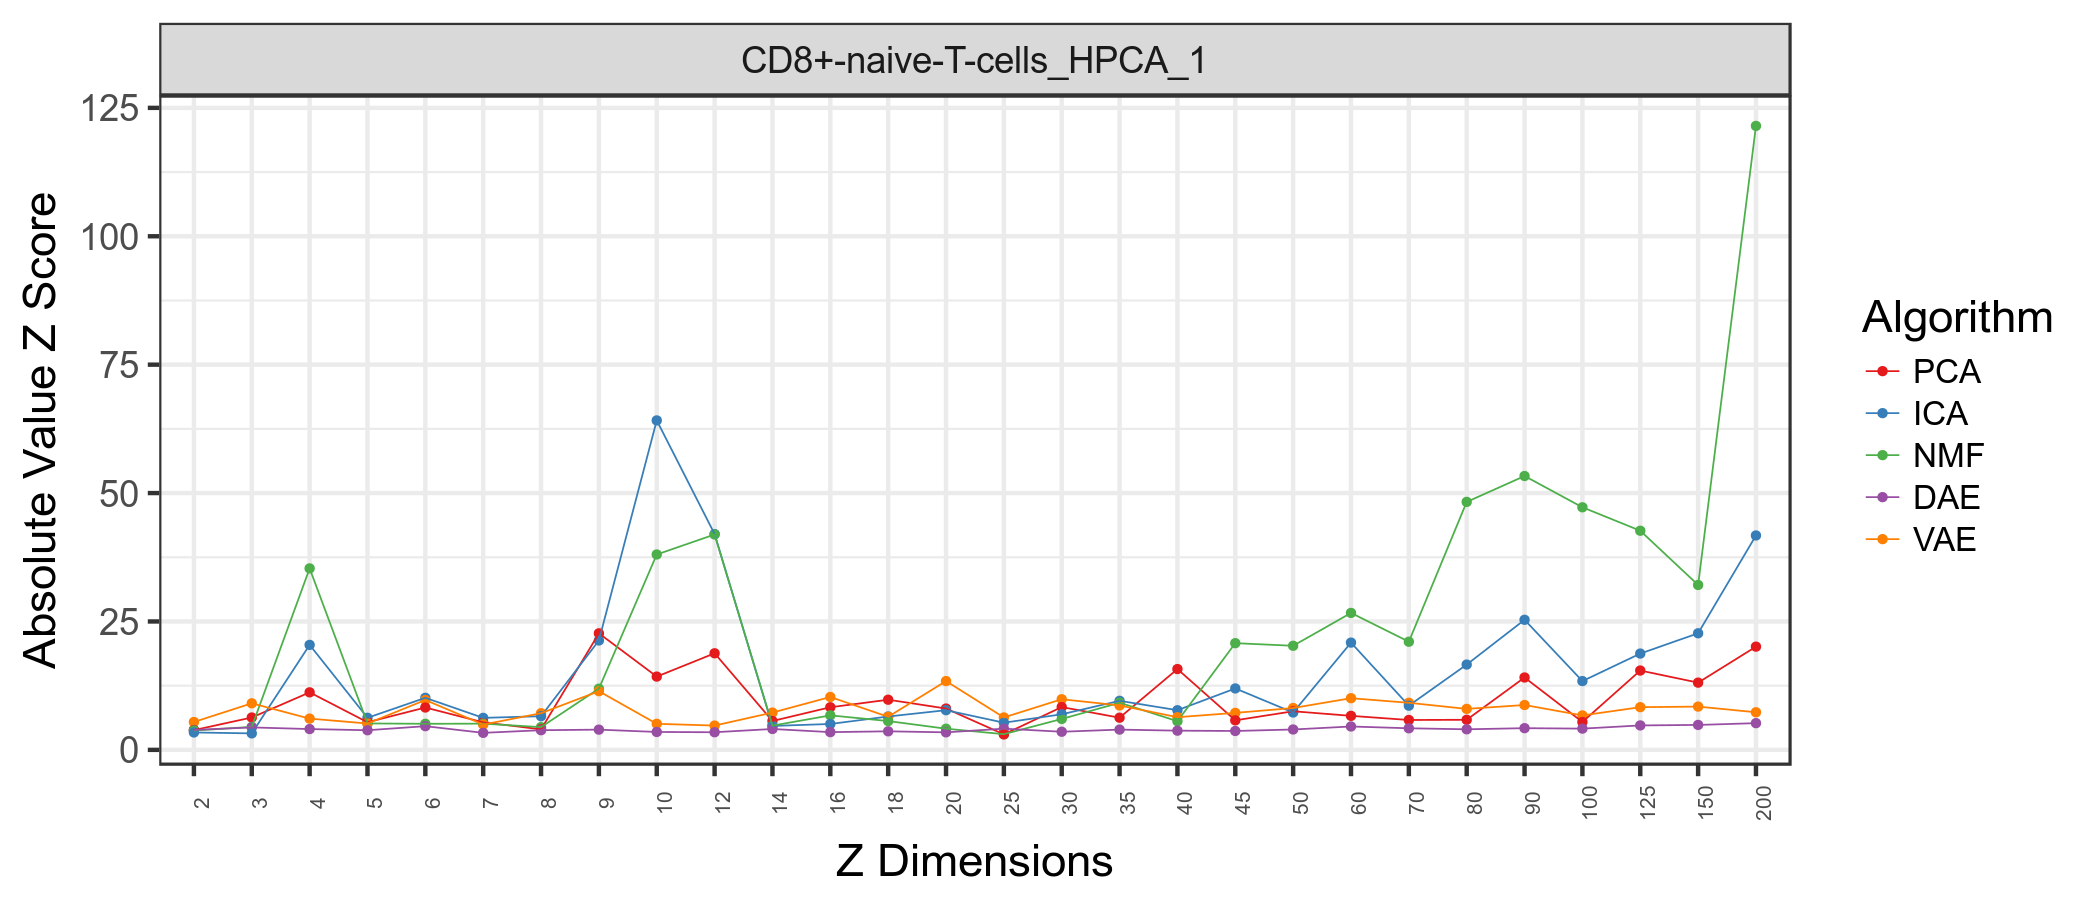 CD8+-naive-T-cells_HPCA_1
125
100
75
50
25
0
Absolute Value Z Score
2 3 4 5 6 7 8 9 10 12 14 16 18 20 25 30 35 40 45 50 60 70 80 90 100 125 150 200
Z Dimensions
Algorithm
PCA
ICA
NMF
DAE
VAE